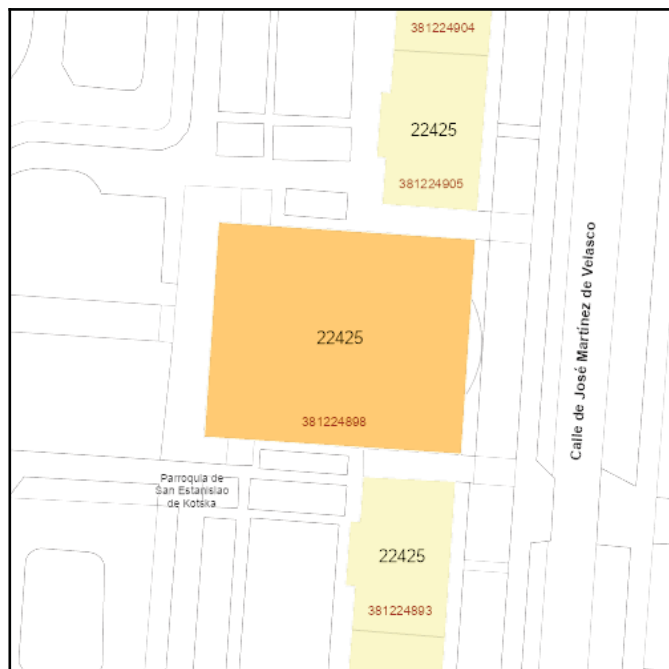 381224904
22425
381224905
Calle de José Martínez de Velasco
22425
381224898
Parroquia de
San Estanislao
de Kotska
22425
381224893